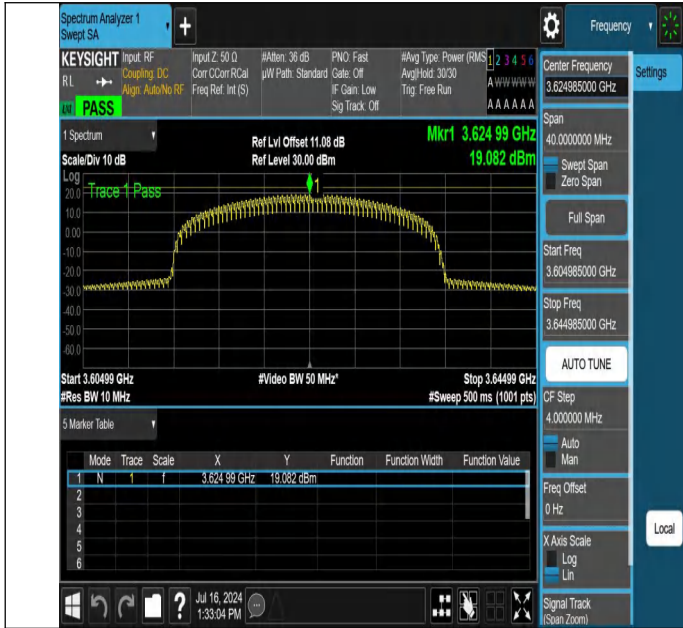 Spectrum Analyzer 1
Swept SA
+
Frequency
KEYSIGHT
RL
PASS
Input: RF
Coupling: DC
Align: Auto/No RF
Input Z: 50 Ω
Corr CCorr RCal
Freq Ref: Int (S)
#Atten: 36 dB
µW Path: Standard
PNO: Fast
Gate: Off
IF Gain: Low
Sig Track: Off
#Avg Type: Power (RMS
Avg|Hold: 30/30
Trig: Free Run
1 2 3 4 5 6
A W W W W W
A A A A A A
1 Spectrum
Scale/Div 10 dB
Ref Lvl Offset 11.08 dB
Ref Level 30.00 dBm
Mkr1 3.624 99 GHz
19.082 dBm
Log
Trace 1 Pass
1
20.0
10.0
0.00
-10.0
-20.0
-30.0
-40.0
-50.0
-60.0
Start 3.60499 GHz
#Res BW 10 MHz
#Video BW 50 MHz*
Stop 3.64499 GHz
#Sweep 500 ms (1001 pts)
5 Marker Table
Mode Trace Scale X Y Function Function Width Function Value
1 N 1 f 3.624 99 GHz 19.082 dBm
2
3
4
5
6
Jul 16, 2024
1:33:04 PM
Center Frequency
3.624985000 GHz
Settings
Span
40.0000000 MHz
Swept Span
Zero Span
Full Span
Start Freq
3.604985000 GHz
Stop Freq
3.644985000 GHz
AUTO TUNE
CF Step
4.000000 MHz
Auto
Man
Freq Offset
0 Hz
Local
X Axis Scale
Log
Lin
Signal Track
(Span Zoom)